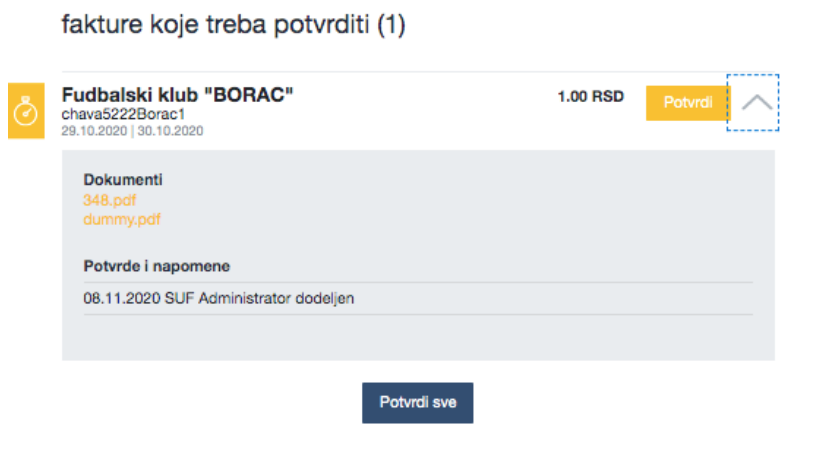 fakture koje treba potvrditi (1)
Fudbalski klub "BORAC"
1.00 RSD
Potvrdi
chava5222Borac1
29.10.2020 | 30.10.2020
Dokumenti
348.pdf
dummy.pdf
Potvrde i napomene
08.11.2020 SUF Administrator dodeljen
Potvrdi sve